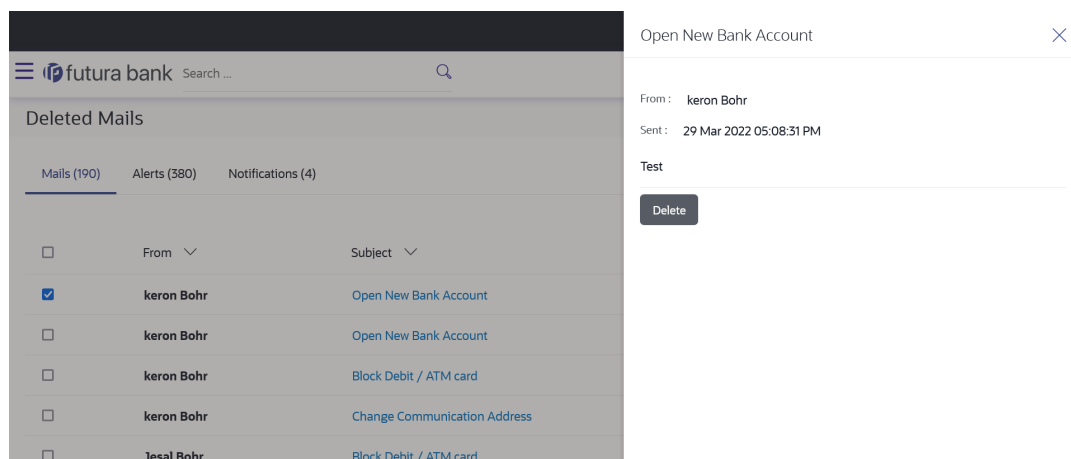 Open New Bank Account
futura bank Search ...
From : keron Bohr
Deleted Mails
Sent : 29 Mar 2022 05:08:31 PM
Test
Mails (190) Alerts (380) Notifications (4)
Delete
From Subject
keron Bohr Open New Bank Account
keron Bohr Open New Bank Account
keron Bohr Block Debit / ATM card
keron Bohr Change Communication Address
Jesal Bohr Block Debit / ATM card